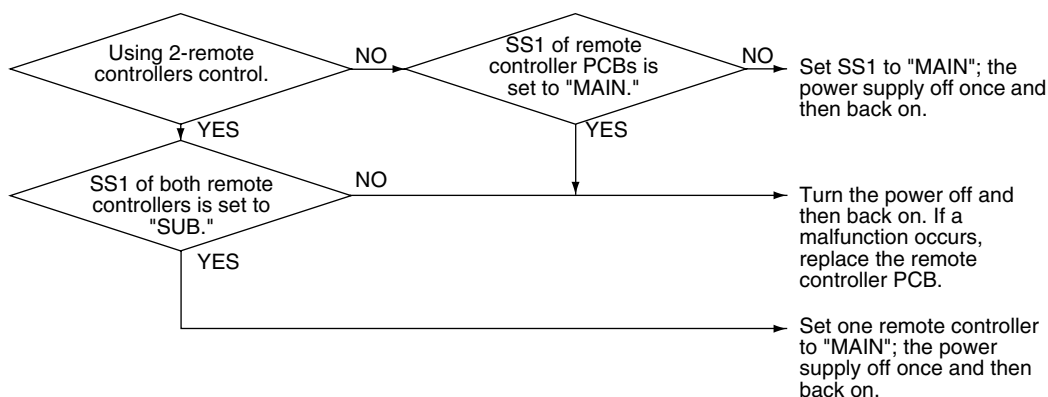 Using 2-remote
controllers control.
NO
SS1 of remote
controller PCBs is
set to "MAIN."
NO
Set SS1 to "MAIN"; the
power supply off once and
then back on.
YES
YES
SS1 of both remote
controllers is set to
"SUB."
NO
Turn the power off and
then back on. If a
malfunction occurs,
replace the remote
controller PCB.
YES
Set one remote controller
to "MAIN"; the power
supply off once and then
back on.